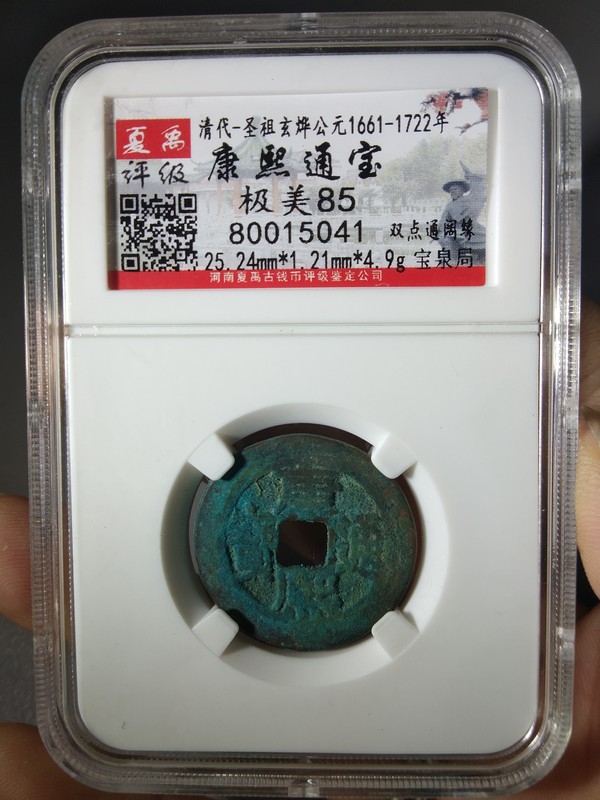 清代-圣祖玄烨公元1661-1722年
夏禹
评级
康熙通宝
极美85
80015041 双点通阔缘
25.24mm*1.21mm*4.9g 宝泉局
河南夏禹古钱币评级鉴定公司